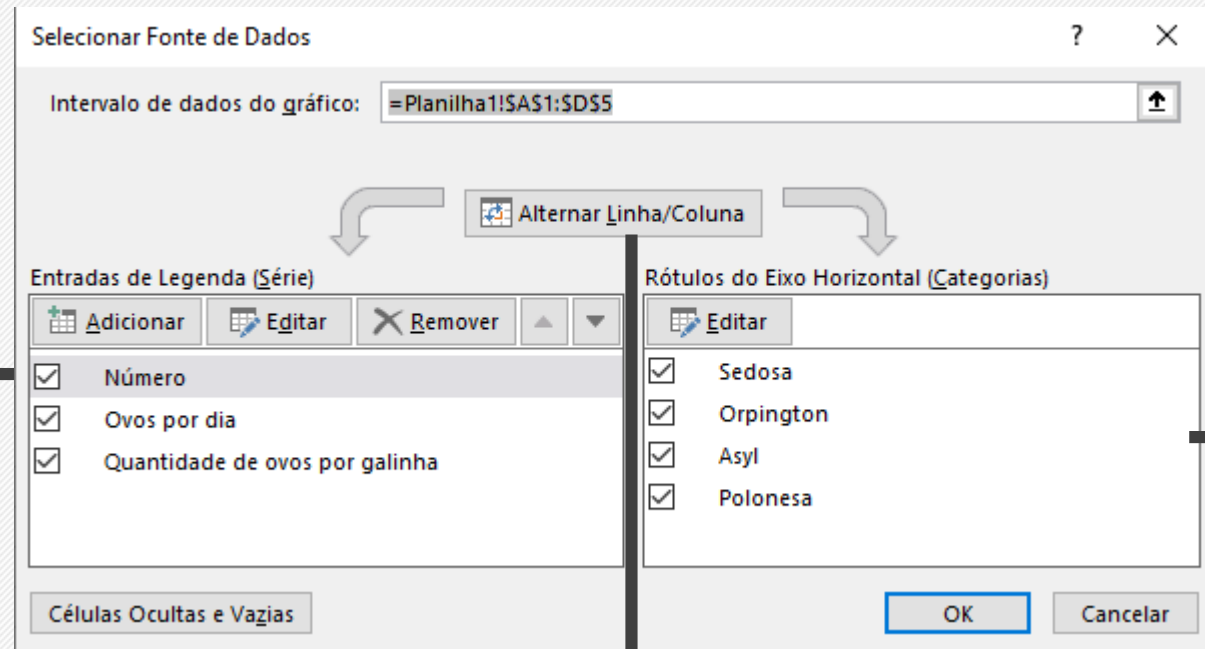 Selecionar Fonte de Dados ? ×
Intervalo de dados do gráfico: =Planilha1!$A$1:$D$5
Alternar Linha/Coluna
Entradas de Legenda (Série)
Adicionar Editar Remover
Número
Ovos por dia
Quantidade de ovos por galinha
Rótulos do Eixo Horizontal (Categorias)
Editar
Sedosa
Orpington
Asyl
Polonesa
Células Ocultas e Vazias
OK Cancelar